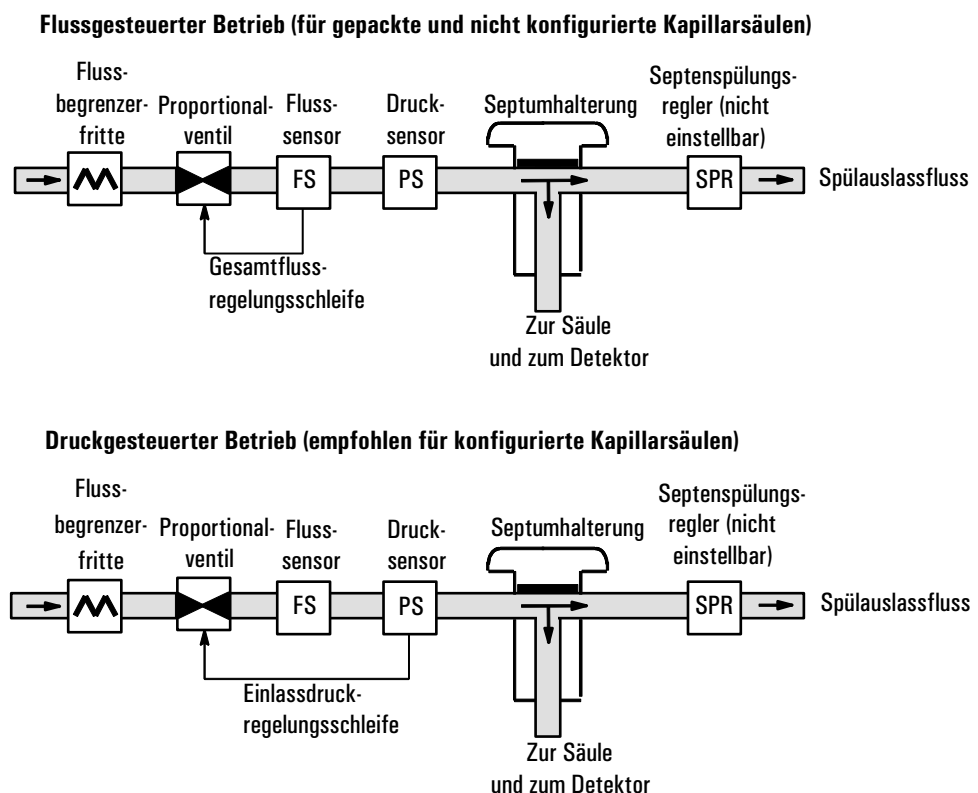 Flussgesteuerter Betrieb (für gepackte und nicht konfigurierte Kapillarsäulen)
Fluss-
begrenzer-
fritte
Proportional-
ventil
Fluss-
sensor
Druck-
sensor
Septumhalterung
Septenspülungs-
regler (nicht
einstellbar)
FS
PS
SPR
Spülauslassfluss
Gesamtfluss-
regelungsschleife
Zur Säule
und zum Detektor
Druckgesteuerter Betrieb (empfohlen für konfigurierte Kapillarsäulen)
Fluss-
begrenzer-
fritte
Proportional-
ventil
Fluss-
sensor
Druck-
sensor
Septumhalterung
Septenspülungs-
regler (nicht
einstellbar)
FS
PS
SPR
Spülauslassfluss
Einlassdruck-
regelungsschleife
Zur Säule
und zum Detektor